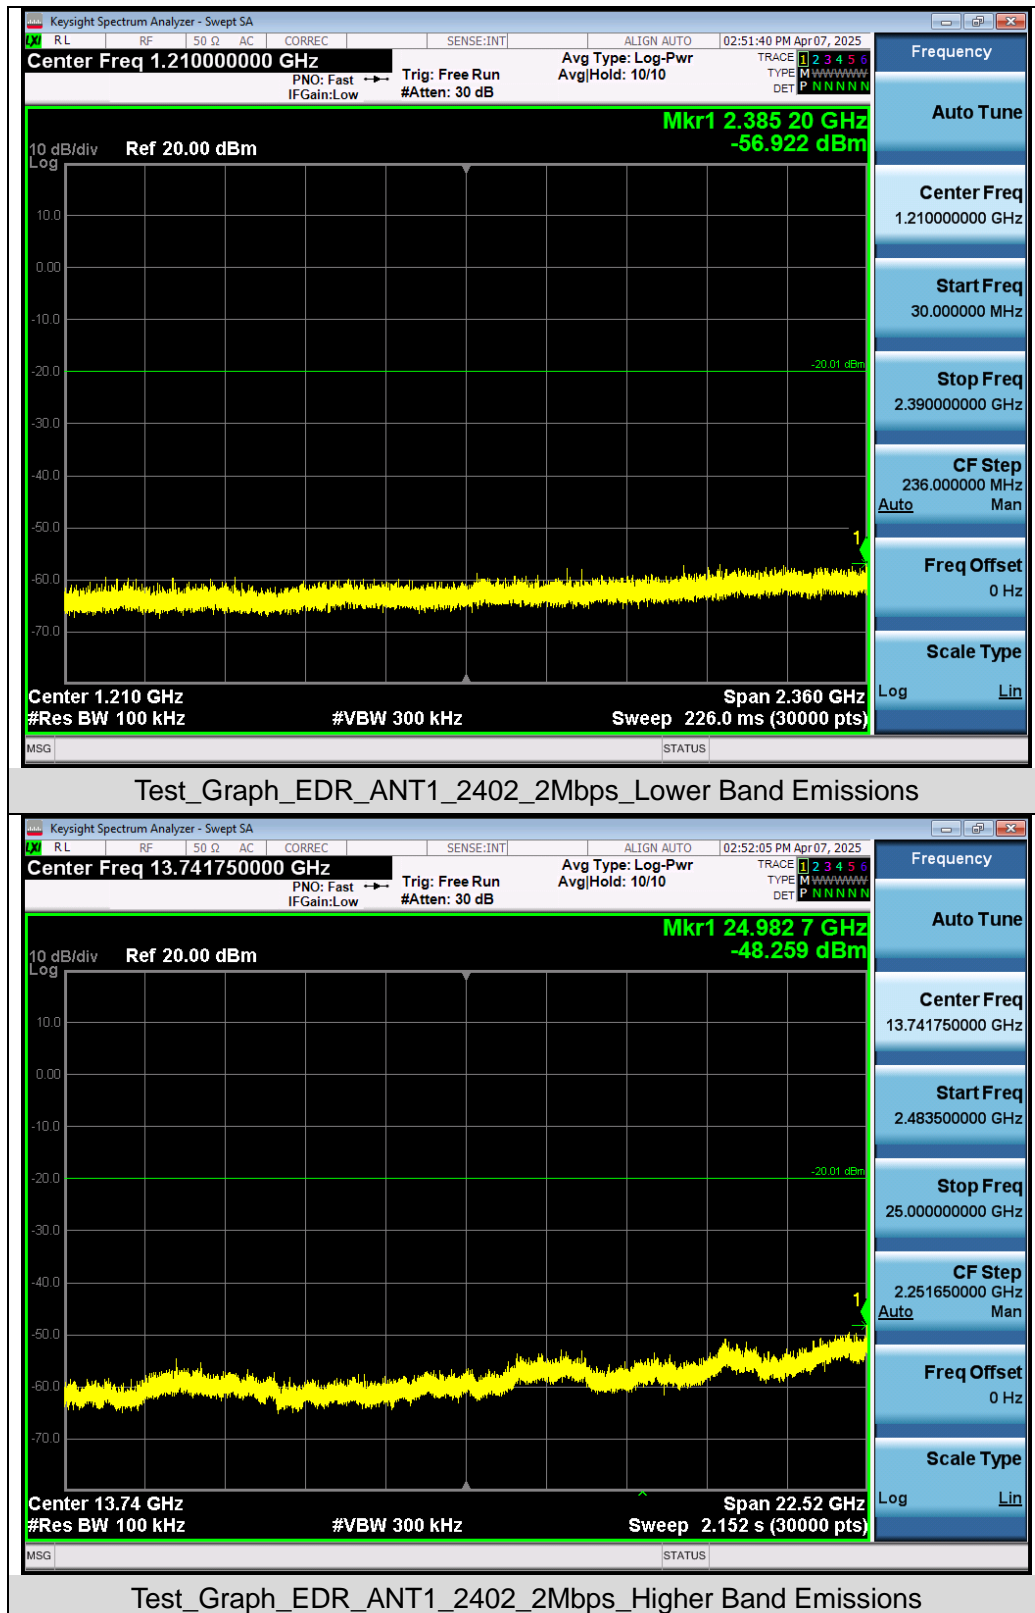 Keysight Spectrum Analyzer - Swept SA
LXI RL RF 50 Ω AC CORREC SENSE:INT ALIGN AUTO 02:51:40 PM Apr 07, 2025
Center Freq 1.210000000 GHz
PNO: Fast
IFGain:Low
Trig: Free Run
#Atten: 30 dB
Avg Type: Log-Pwr
Avg|Hold: 10/10
TRACE 1 2 3 4 5 6
TYPE M WWWWW
DET P N N N N N
Frequency
Mkr1 2.385 20 GHz
-56.922 dBm
10 dB/div Ref 20.00 dBm
Log
10.0
0.00
-10.0
-20.0
-20.01 dBm
-30.0
-40.0
-50.0
1
-60.0
-70.0
Center 1.210 GHz Span 2.360 GHz
#Res BW 100 kHz #VBW 300 kHz Sweep 226.0 ms (30000 pts)
MSG STATUS
Auto Tune
Center Freq
1.210000000 GHz
Start Freq
30.000000 MHz
Stop Freq
2.390000000 GHz
CF Step
236.000000 MHz
Auto Man
Freq Offset
0 Hz
Scale Type
Log Lin
Test_Graph_EDR_ANT1_2402_2Mbps_Lower Band Emissions
Keysight Spectrum Analyzer - Swept SA
LXI RL RF 50 Ω AC CORREC SENSE:INT ALIGN AUTO 02:52:05 PM Apr 07, 2025
Center Freq 13.741750000 GHz
PNO: Fast
IFGain:Low
Trig: Free Run
#Atten: 30 dB
Avg Type: Log-Pwr
Avg|Hold: 10/10
TRACE 1 2 3 4 5 6
TYPE M WWWWW
DET P N N N N N
Frequency
Mkr1 24.982 7 GHz
-48.259 dBm
10 dB/div Ref 20.00 dBm
Log
10.0
0.00
-10.0
-20.0
-20.01 dBm
-30.0
-40.0
1
-50.0
-60.0
-70.0
Center 13.74 GHz Span 22.52 GHz
#Res BW 100 kHz #VBW 300 kHz Sweep 2.152 s (30000 pts)
MSG STATUS
Auto Tune
Center Freq
13.741750000 GHz
Start Freq
2.483500000 GHz
Stop Freq
25.000000000 GHz
CF Step
2.251650000 GHz
Auto Man
Freq Offset
0 Hz
Scale Type
Log Lin
Test_Graph_EDR_ANT1_2402_2Mbps_Higher Band Emissions